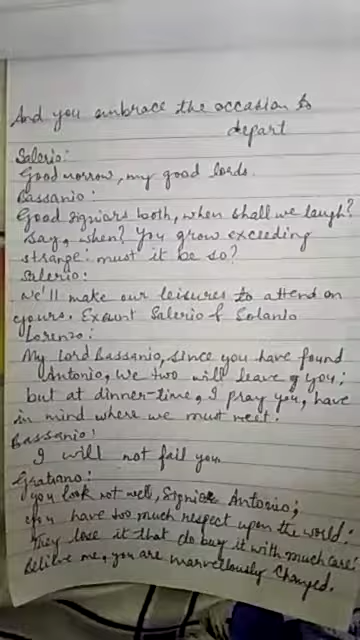 And you embrace the occasion to
depart
Salerio:
Good morrow, my good lords.
Bassanio:
Good signiors both, when shall we laugh?
Say, when? You grow exceeding
strange: must it be so?
Salerio:
We'll make our leisures to attend on
yours. Exeunt Salerio & Solanio
Lorenzo:
My Lord Bassanio, since you have found
Antonio, we two will leave you;
but at dinner-time, I pray you, have
in mind where we must meet.
Bassanio:
I will not fail you.
Gratiano:
you look not well, Signior Antonio;
You have too much respect upon the world:
They lose it that do buy it with much care:
Believe me, you are marvellously changed.